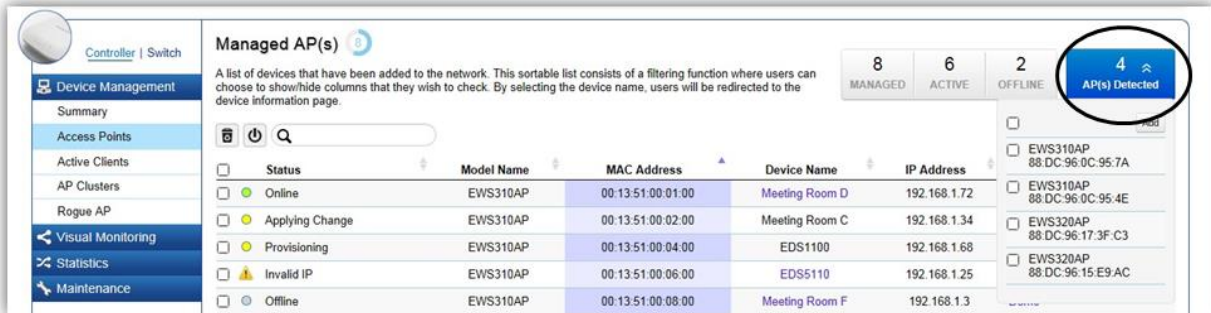 Controller | Switch
Device Management
Summary
Access Points
Active Clients
AP Clusters
Rogue AP
Visual Monitoring
Statistics
Maintenance
Managed AP(s) 8
A list of devices that have been added to the network. This sortable list consists of a filtering function where users can
choose to show/hide columns that they wish to check. By selecting the device name, users will be redirected to the
device information page.
8 MANAGED
6 ACTIVE
2 OFFLINE
4 AP(s) Detected
Add
EWS310AP
88:DC:96:0C:95:7A
EWS310AP
88:DC:96:0C:95:4E
EWS320AP
88:DC:96:17:3F:C3
EWS320AP
88:DC:96:15:E9:AC
Status Model Name MAC Address Device Name IP Address
Online EWS310AP 00:13:51:00:01:00 Meeting Room D 192.168.1.72
Applying Change EWS310AP 00:13:51:00:02:00 Meeting Room C 192.168.1.34
Provisioning EWS310AP 00:13:51:00:04:00 EDS1100 192.168.1.68
Invalid IP EWS310AP 00:13:51:00:06:00 EDS5110 192.168.1.25
Offline EWS310AP 00:13:51:00:08:00 Meeting Room F 192.168.1.3